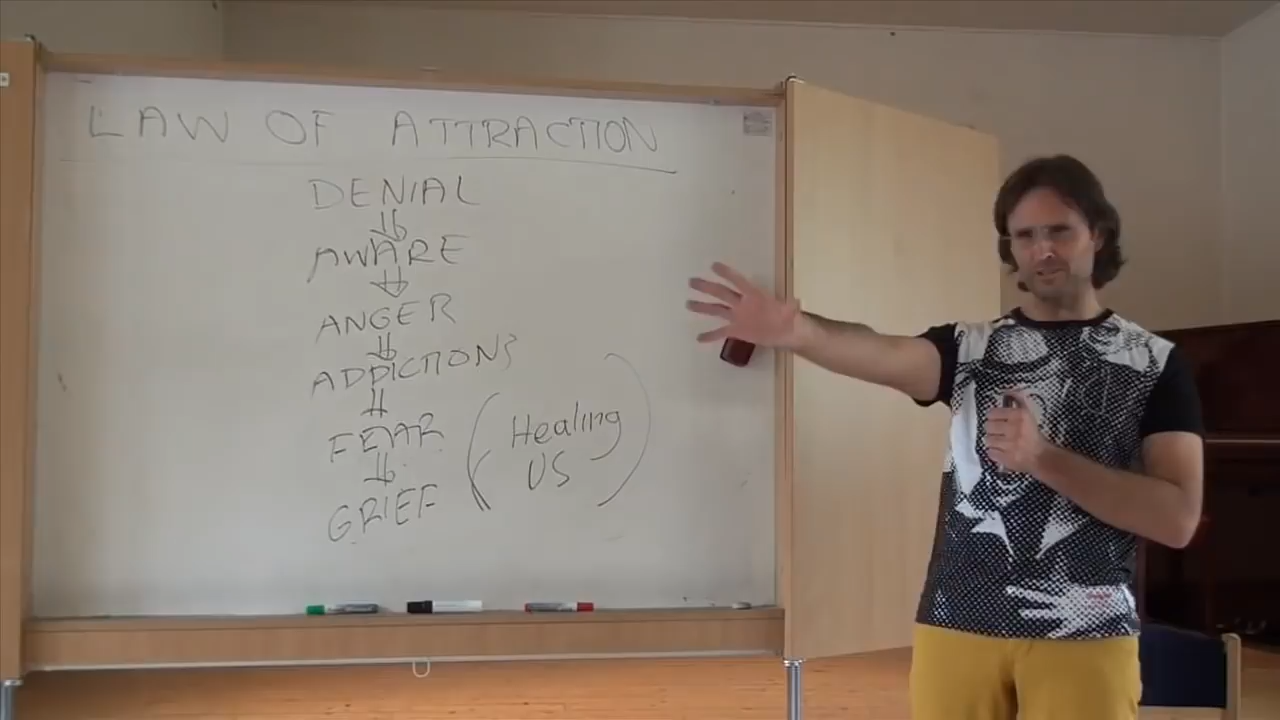 LAW OF ATTRACTION
DENIAL
AWARE
ANGER
ADDICTIONS
FEAR
GRIEF
(Healing
US)